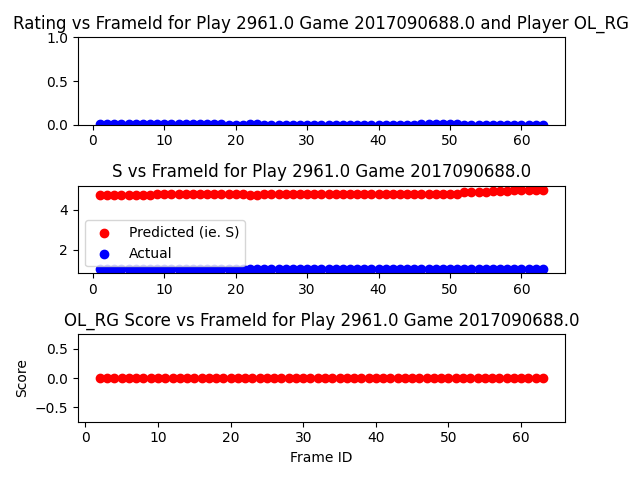 Rating vs FrameId for Play 2961.0 Game 2017090688.0 and Player OL_RG
1.0
0.5
0.0
0 10 20 30 40 50 60
S vs FrameId for Play 2961.0 Game 2017090688.0
4
2
Predicted (ie. S)
Actual
0 10 20 30 40 50 60
OL_RG Score vs FrameId for Play 2961.0 Game 2017090688.0
Score
0.5
0.0
−0.5
0 10 20 30 40 50 60
Frame ID